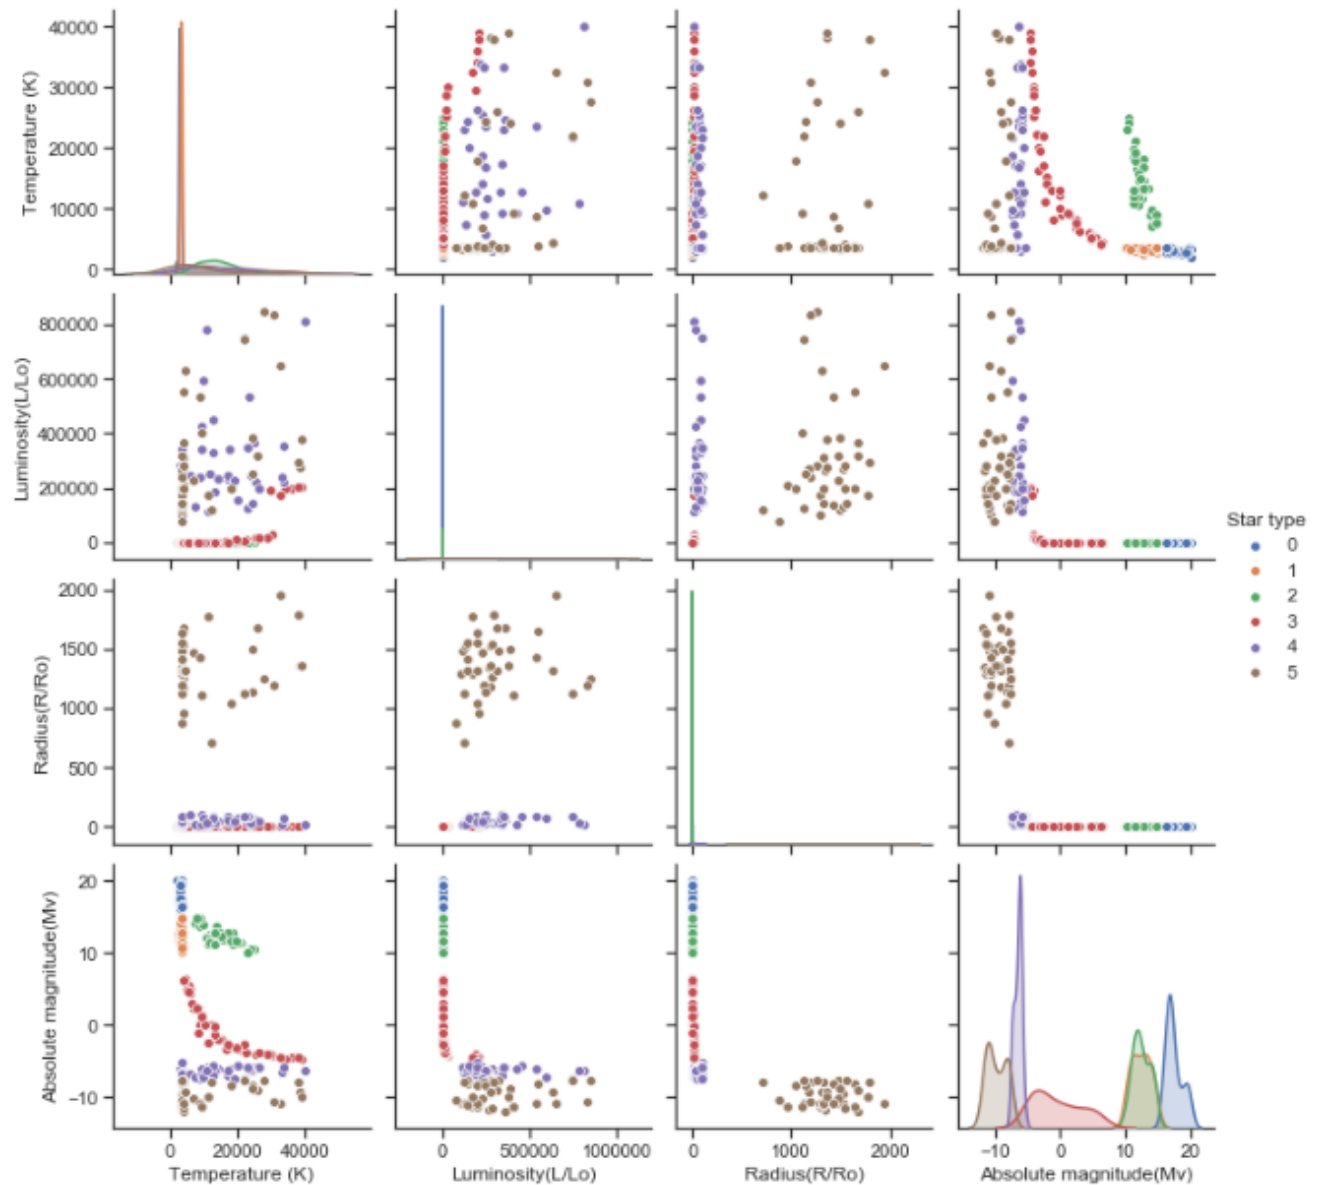 40000
30000
20000
10000
0
Temperature (K)
800000
600000
400000
200000
0
Luminosity(L/Lo)
Star type
0
1
2
3
4
5
2000
1500
1000
500
0
Radius(R/Ro)
20
10
0
−10
Absolute magnitude(Mv)
0 20000 40000
0 500000 1000000
0 1000 2000
−10 0 10 20
Temperature (K) Luminosity(L/Lo) Radius(R/Ro) Absolute magnitude(Mv)